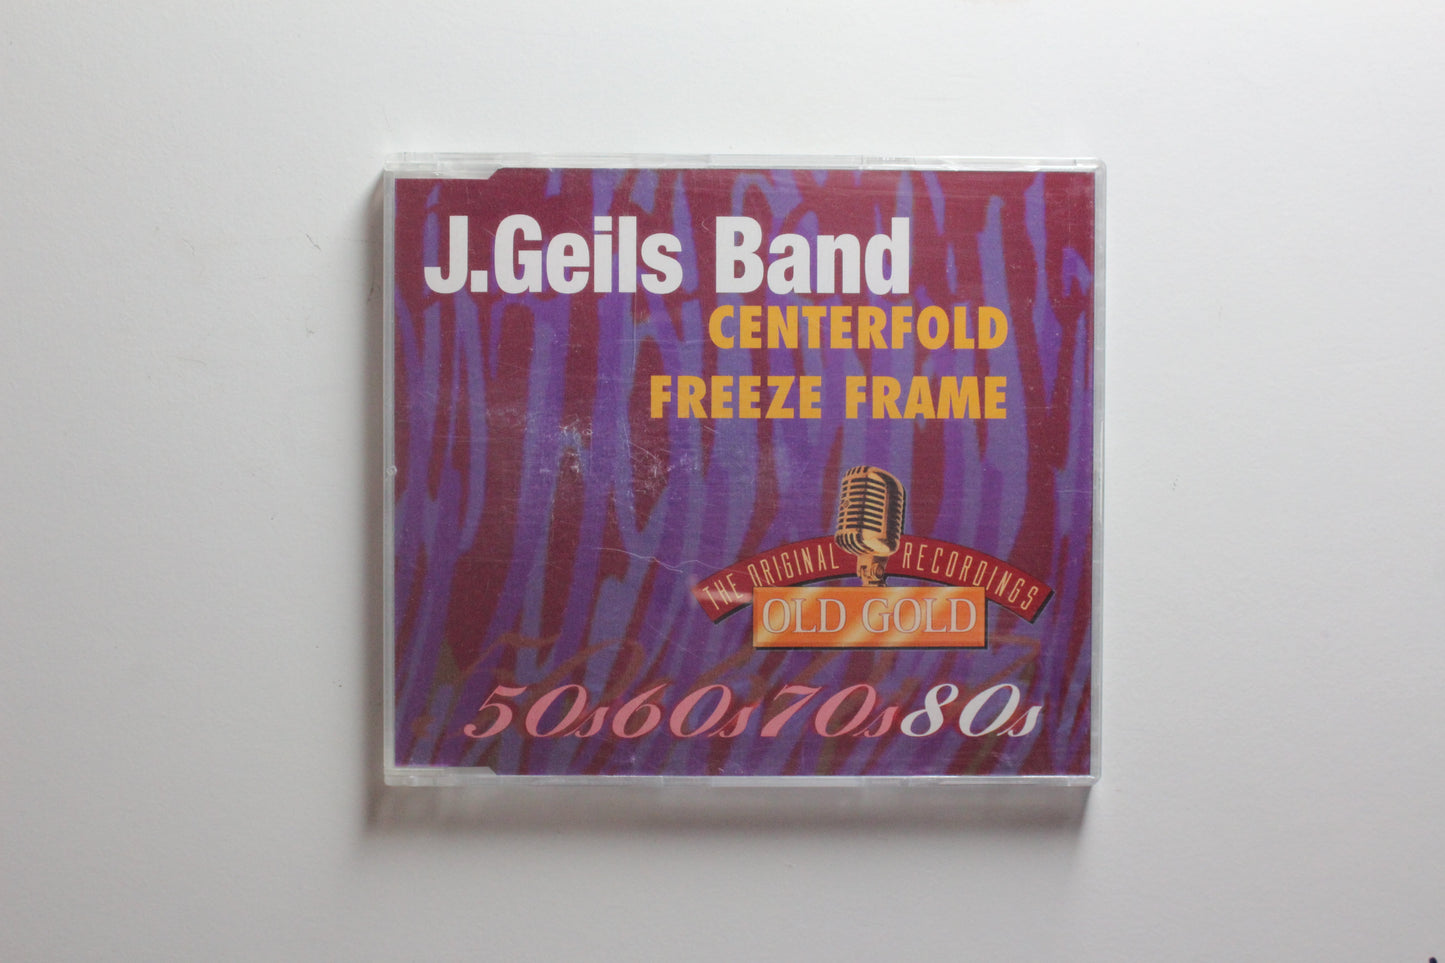 J.Geils Band
CENTERFOLD
FREEZE FRAME
THE ORIGINAL RECORDINGS
OLD GOLD
50s60s70s80s